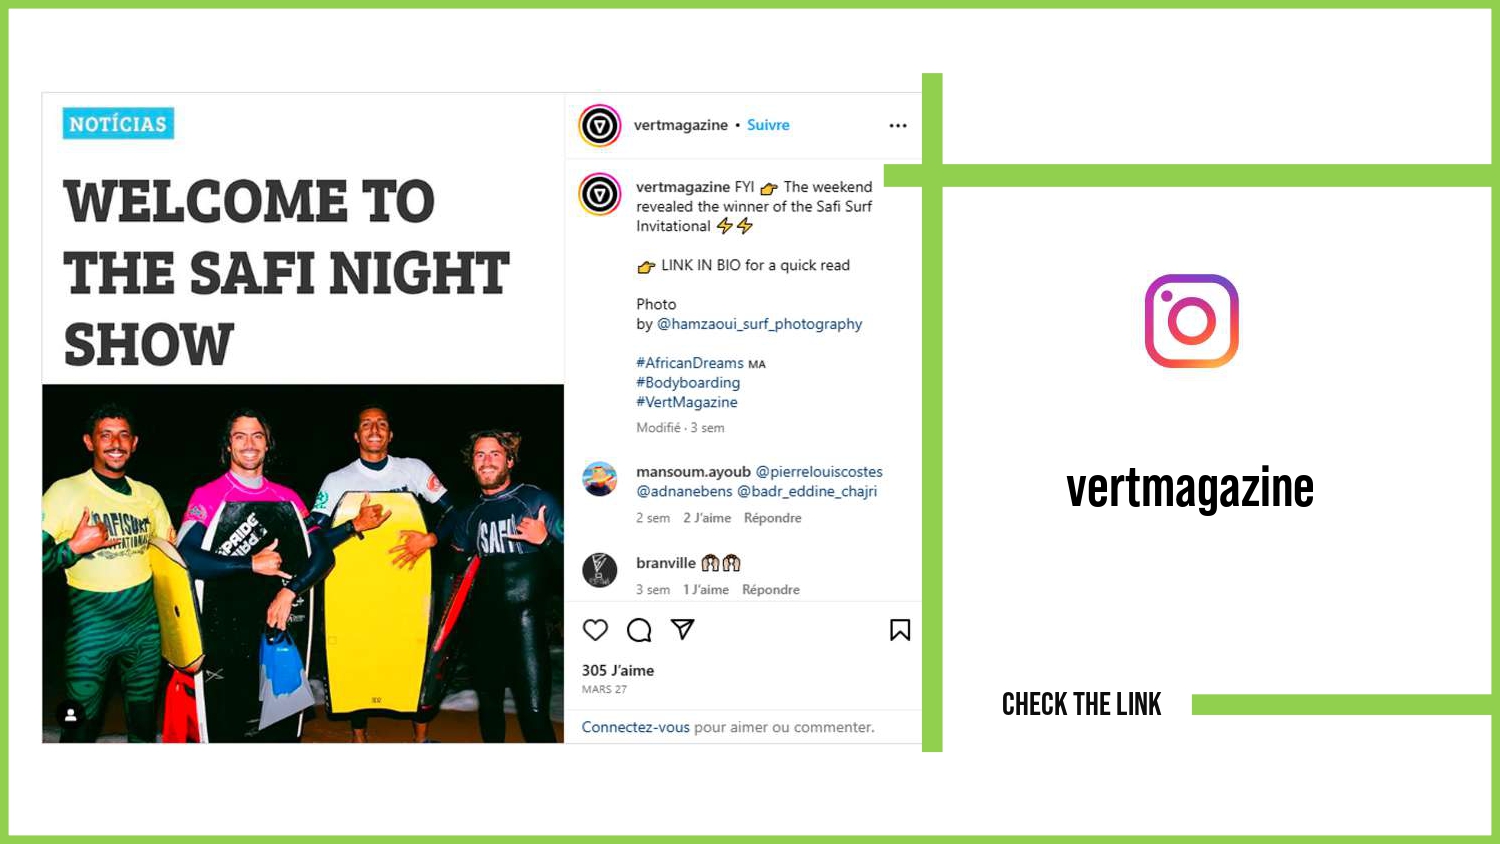 NOTÍCIAS
WELCOME TO
THE SAFI NIGHT
SHOW
vertmagazine • Suivre
vertmagazine FYI 👉 The weekend
revealed the winner of the Safi Surf
Invitational ⚡⚡
👉 LINK IN BIO for a quick read
Photo
by @hamzaoui_surf_photography
#AfricanDreams MA
#Bodyboarding
#VertMagazine
Modifié · 3 sem
mansoum.ayoub @pierrelouiscostes
@adnanebens @badr_eddine_chajri
2 sem 2 J'aime Répondre
branville
3 sem 1 J'aime Répondre
305 J'aime
MARS 27
Connectez-vous pour aimer ou commenter.
PRIDE
SAFI
vertmagazine
CHECK THE LINK